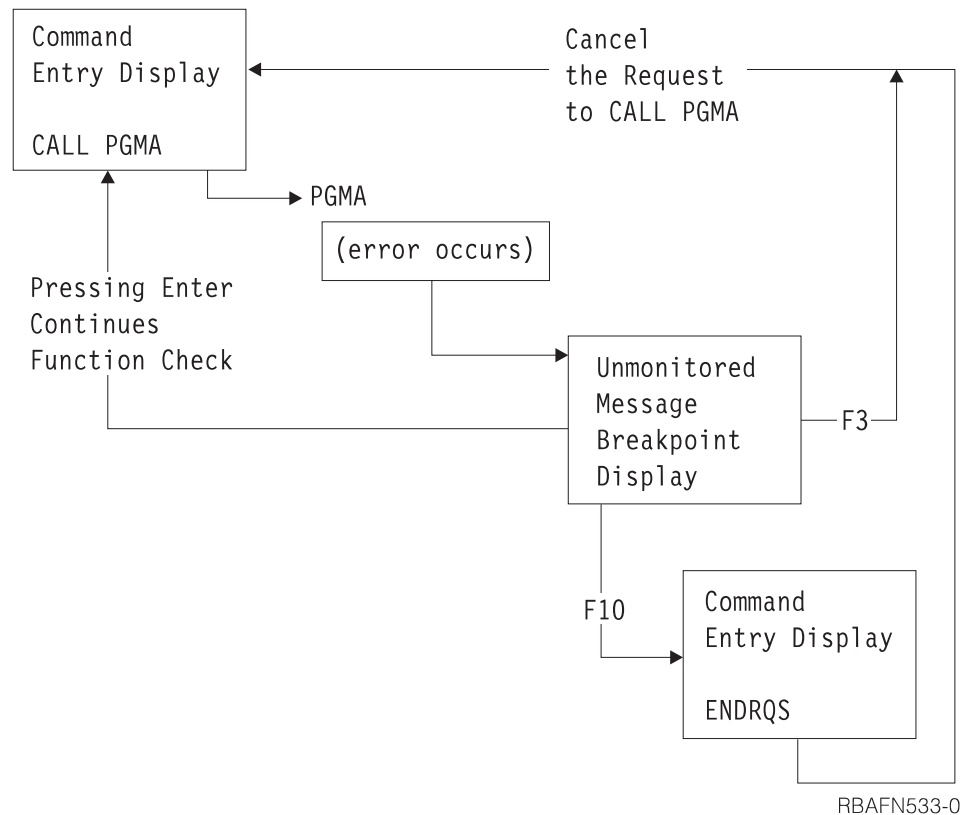 Command
Entry Display
CALL PGMA
Cancel
the Request
to CALL PGMA
PGMA
(error occurs)
Pressing Enter
Continues
Function Check
Unmonitored
Message
Breakpoint
Display
F3
F10
Command
Entry Display
ENDRQS
RBAFN533-0